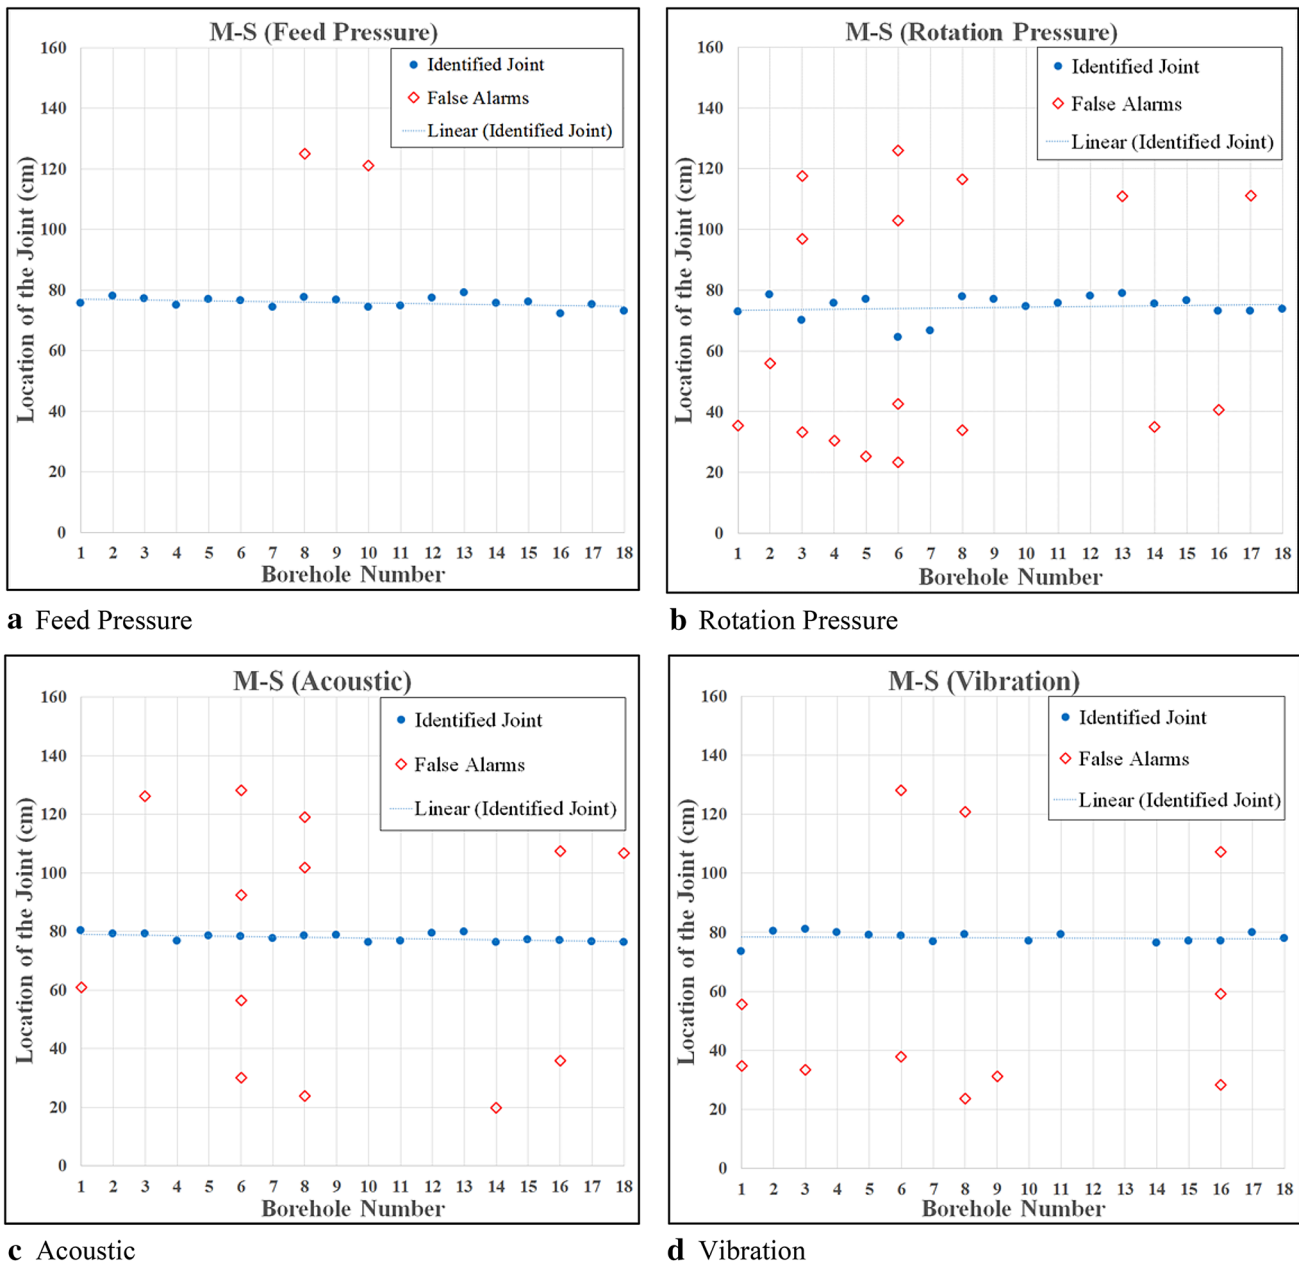 M-S (Feed Pressure)
160
140
120
100
80
60
40
20
0
Location of the Joint (cm)
Identified Joint
False Alarms
Linear (Identified Joint)
1 2 3 4 5 6 7 8 9 10 11 12 13 14 15 16 17 18
Borehole Number
a Feed Pressure
M-S (Rotation Pressure)
160
140
120
100
80
60
40
20
0
Location of the Joint (cm)
Identified Joint
False Alarms
Linear (Identified Joint)
1 2 3 4 5 6 7 8 9 10 11 12 13 14 15 16 17 18
Borehole Number
b Rotation Pressure
M-S (Acoustic)
160
140
120
100
80
60
40
20
0
Location of the Joint (cm)
Identified Joint
False Alarms
Linear (Identified Joint)
1 2 3 4 5 6 7 8 9 10 11 12 13 14 15 16 17 18
Borehole Number
c Acoustic
M-S (Vibration)
160
140
120
100
80
60
40
20
0
Location of the Joint (cm)
Identified Joint
False Alarms
Linear (Identified Joint)
1 2 3 4 5 6 7 8 9 10 11 12 13 14 15 16 17 18
Borehole Number
d Vibration